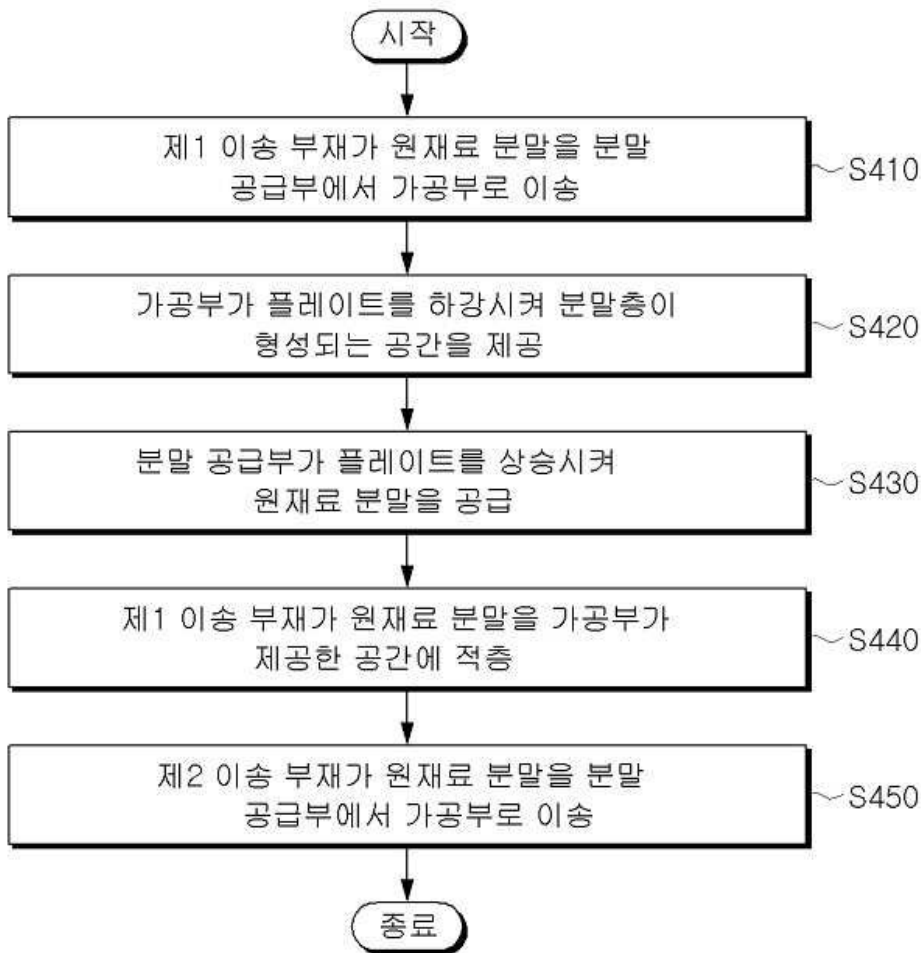 시작
제1 이송 부재가 원재료 분말을 분말
공급부에서 가공부로 이송
S410
가공부가 플레이트를 하강시켜 분말층이
형성되는 공간을 제공
S420
분말 공급부가 플레이트를 상승시켜
원재료 분말을 공급
S430
제1 이송 부재가 원재료 분말을 가공부가
제공한 공간에 적층
S440
제2 이송 부재가 원재료 분말을 분말
공급부에서 가공부로 이송
S450
종료